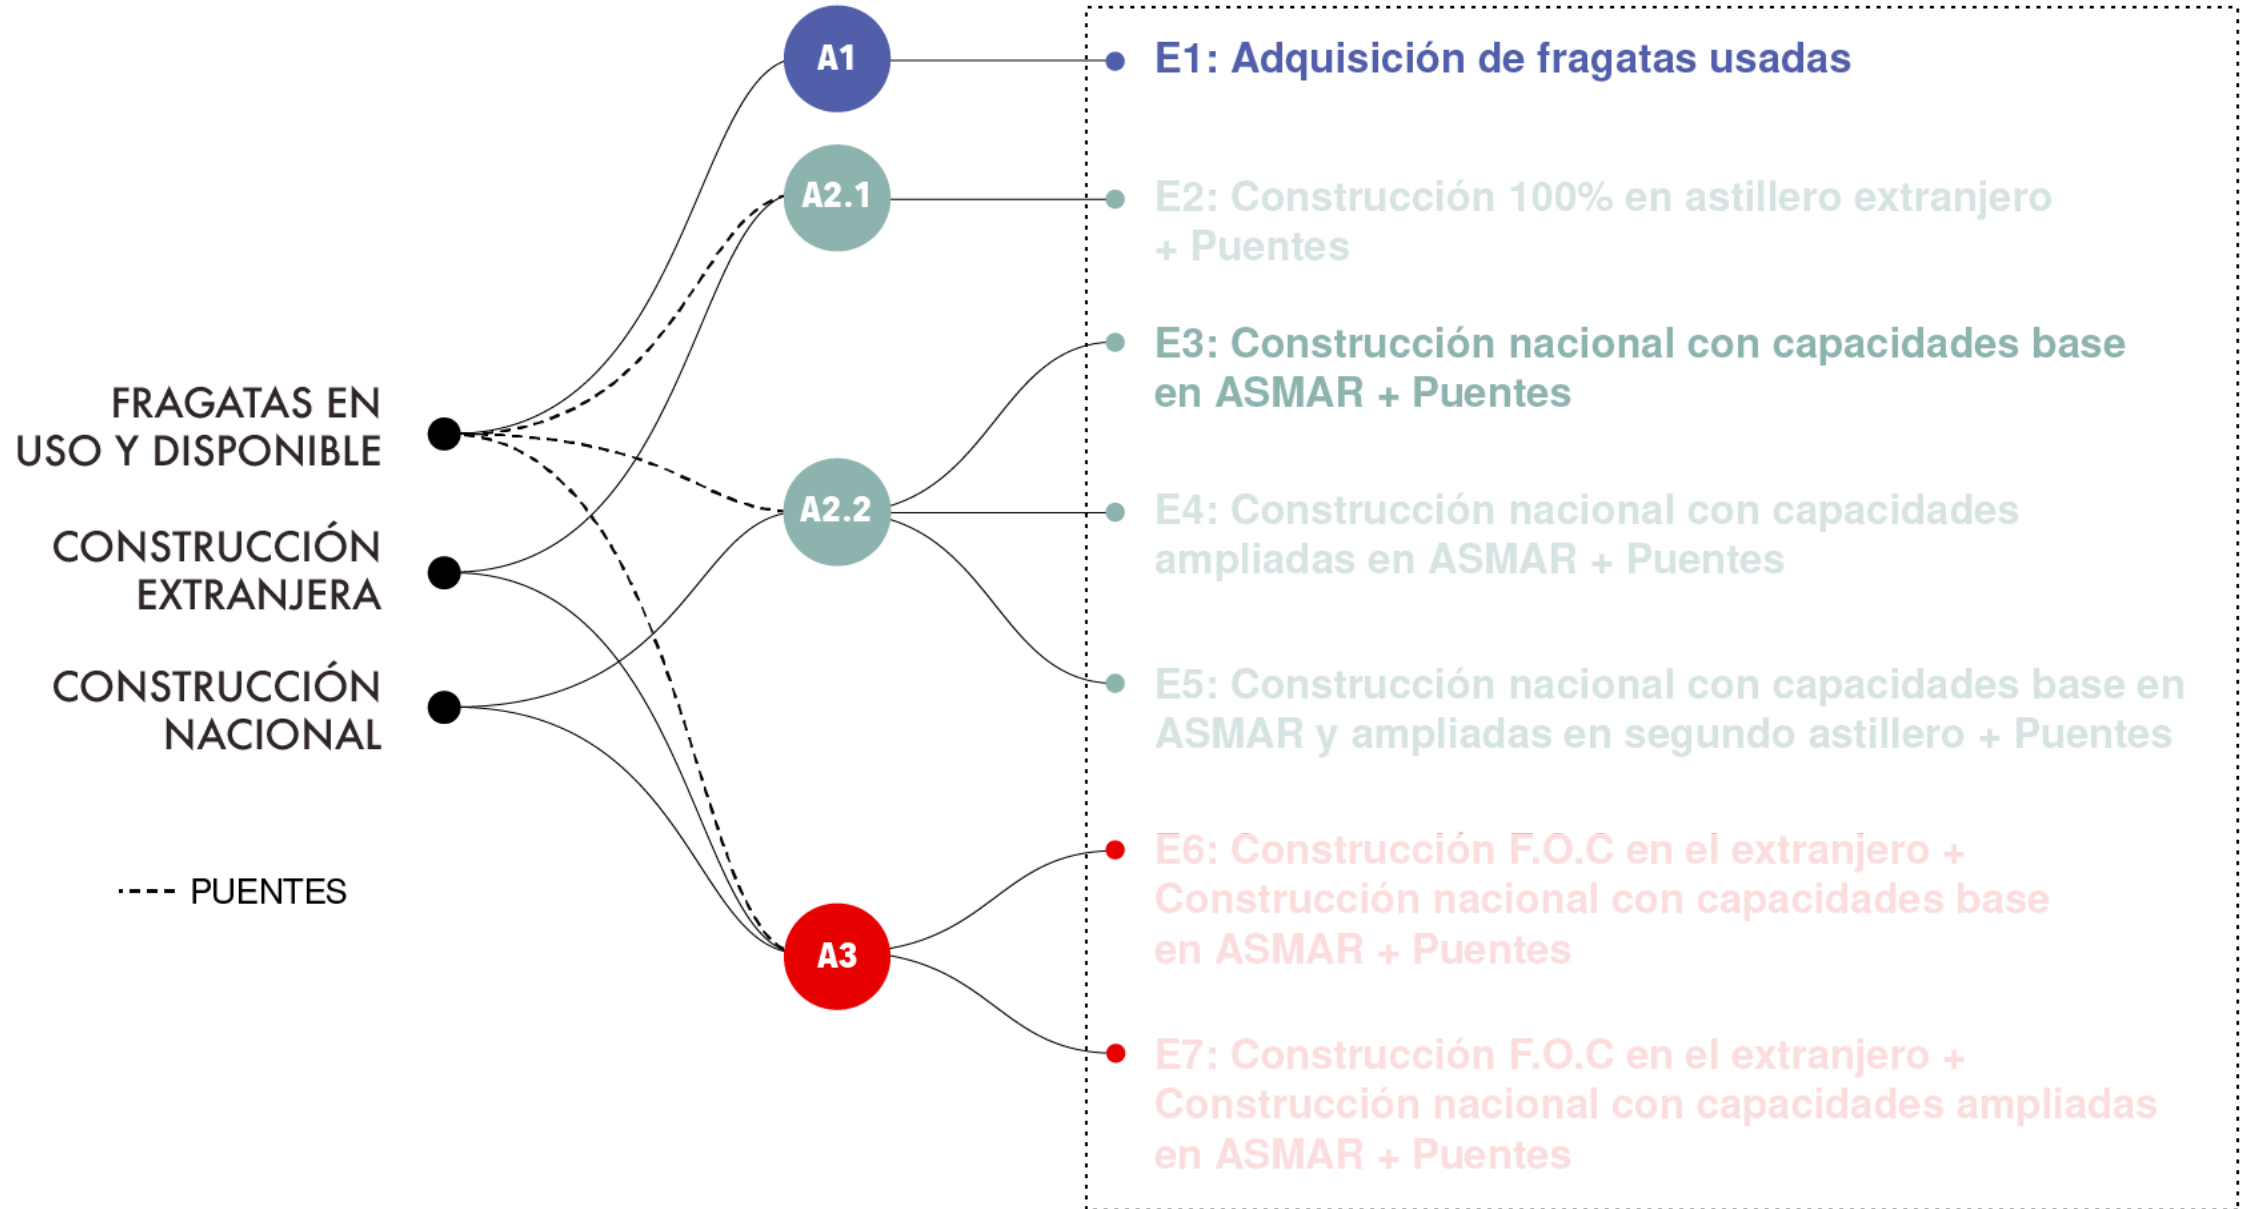 FRAGATAS EN
USO Y DISPONIBLE
CONSTRUCCIÓN
EXTRANJERA
CONSTRUCCIÓN
NACIONAL
PUENTES
A1
A2.1
A2.2
A3
E1: Adquisición de fragatas usadas
E2: Construcción 100% en astillero extranjero
+ Puentes
E3: Construcción nacional con capacidades base
en ASMAR + Puentes
E4: Construcción nacional con capacidades
ampliadas en ASMAR + Puentes
E5: Construcción nacional con capacidades base en
ASMAR y ampliadas en segundo astillero + Puentes
E6: Construcción F.O.C en el extranjero +
Construcción nacional con capacidades base
en ASMAR + Puentes
E7: Construcción F.O.C en el extranjero +
Construcción nacional con capacidades ampliadas
en ASMAR + Puentes